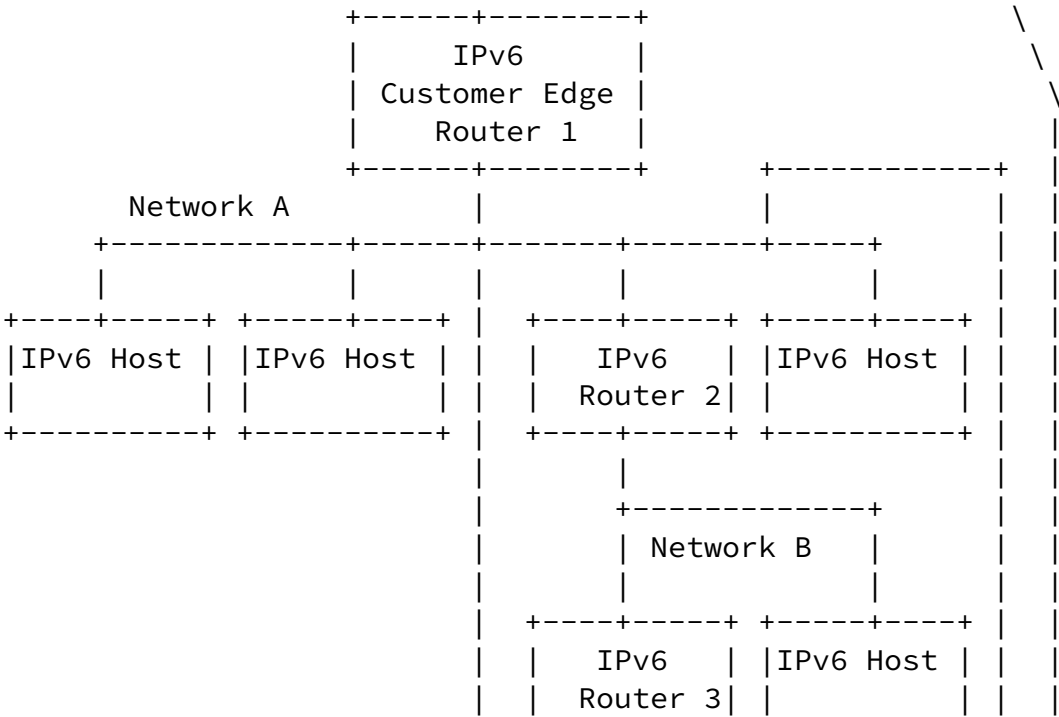 IPv6
Customer Edge
Router 1
Network A
IPv6 Host IPv6 Host IPv6 IPv6 Host
Router 2
Network B
IPv6 IPv6 Host
Router 3